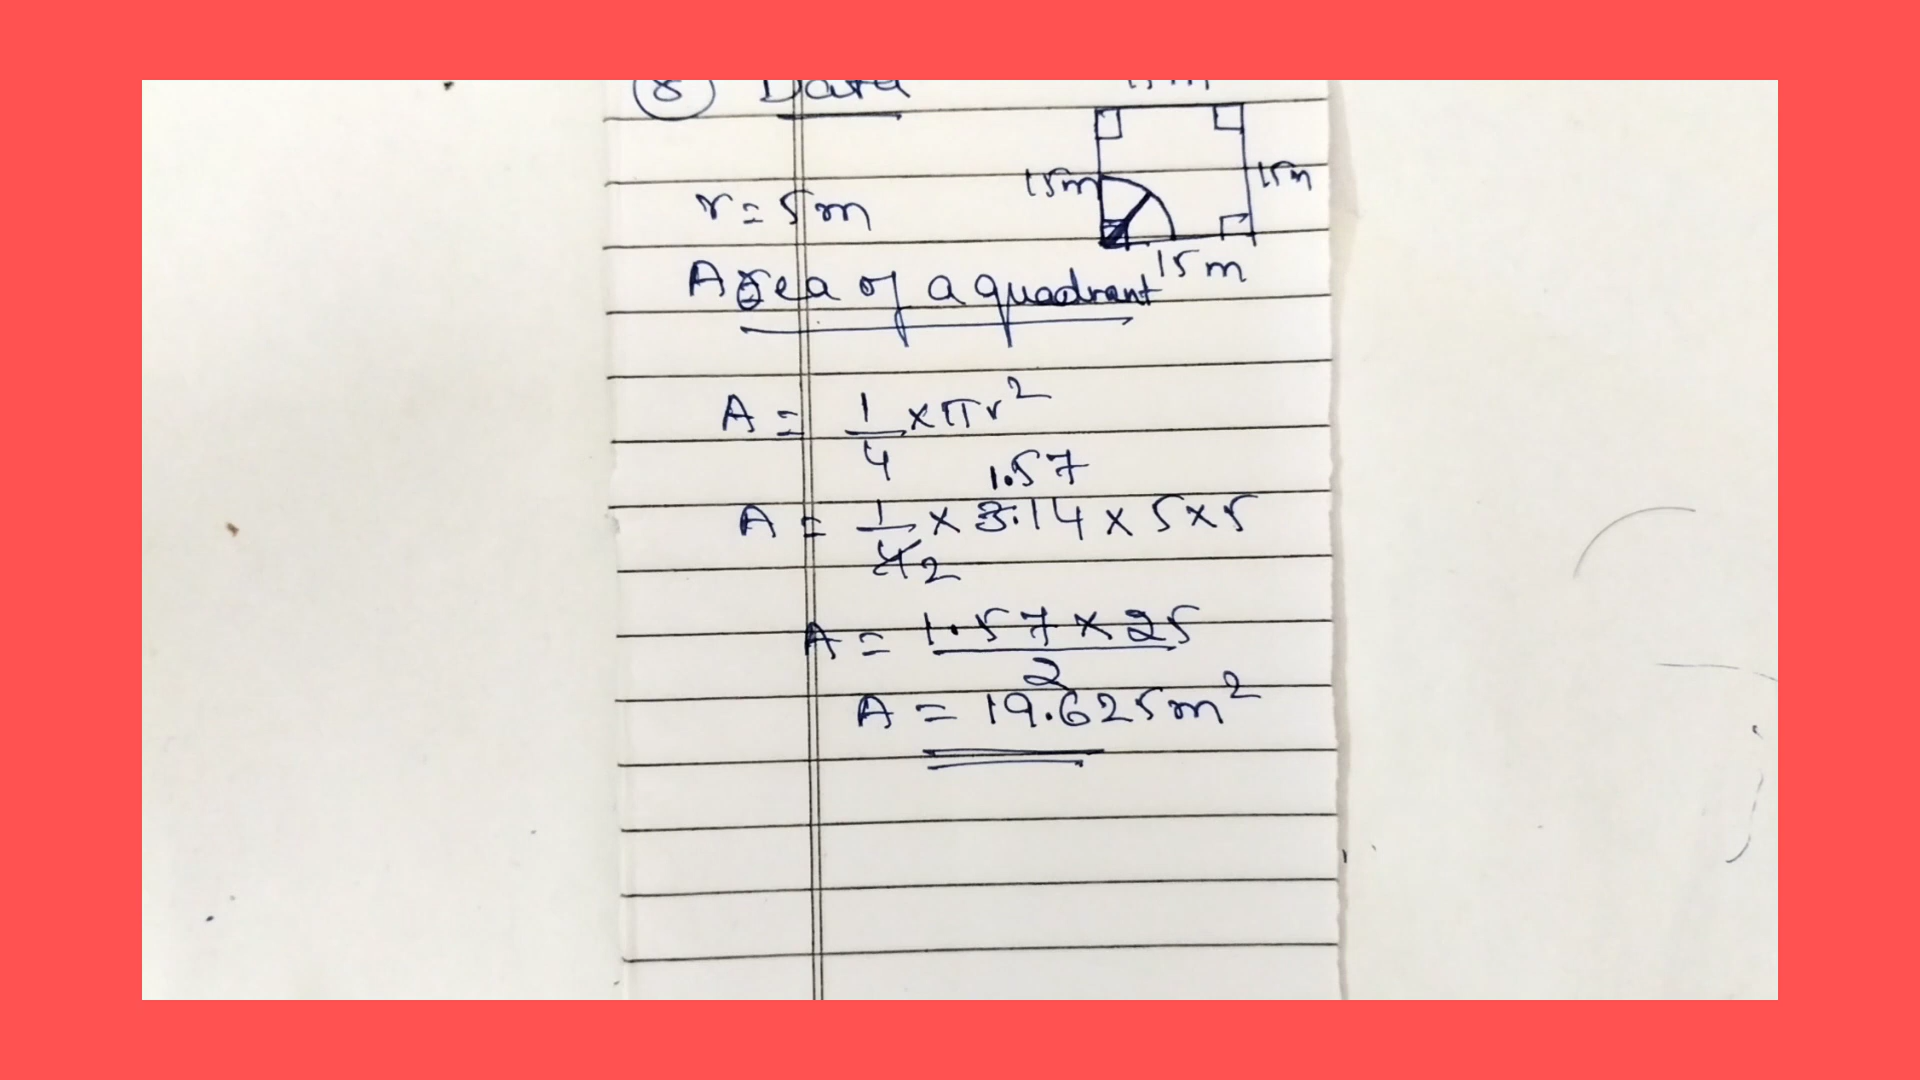 8 Data
15m
15m
15m
r = 5m
15m
Area of a quadrant
A = 1/4 × πr²
1.57
A = 1/4 × 3.14 × 5×5
2
A = 1.57 × 25 / 2
A = 19.625m²